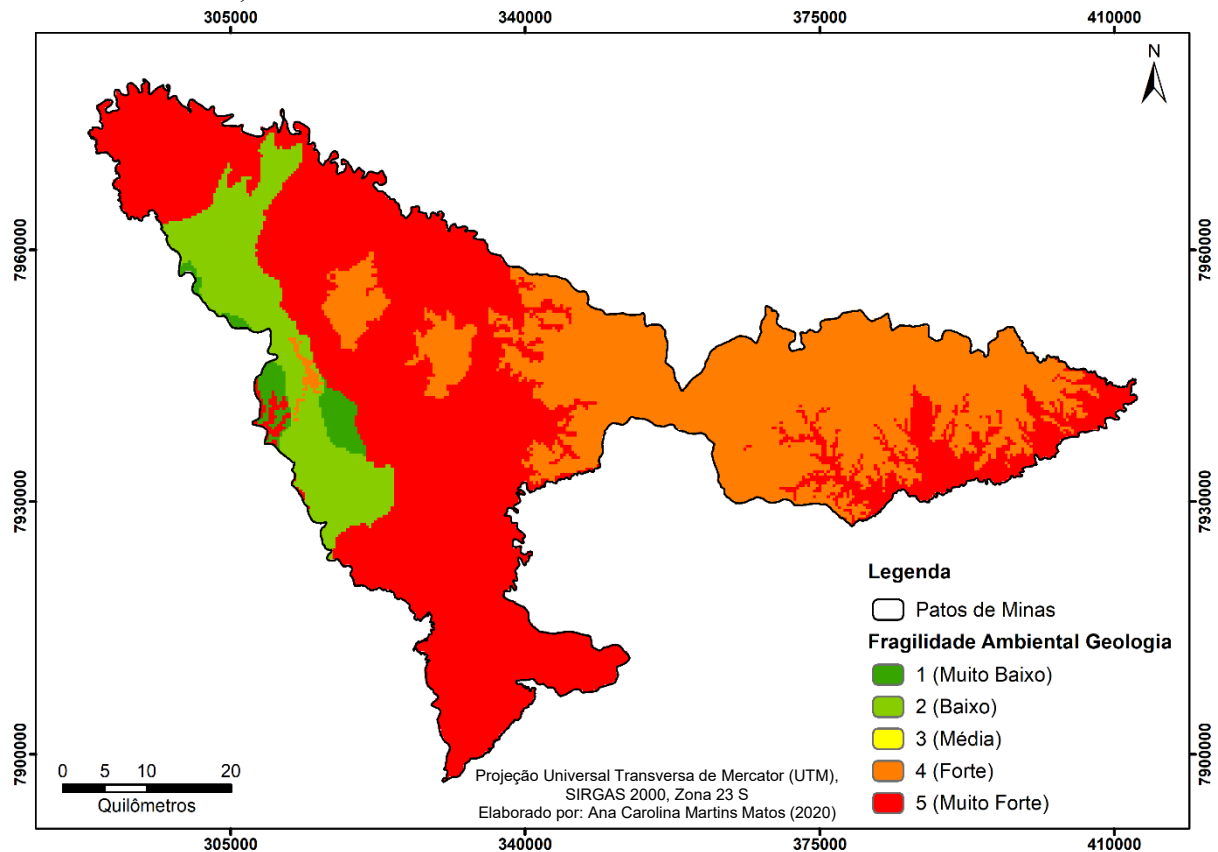 305000 340000 375000 410000
N
7960000 7960000
7930000 7930000
Legenda
Patos de Minas
Fragilidade Ambiental Geologia
1 (Muito Baixo)
2 (Baixo)
3 (Média)
4 (Forte)
5 (Muito Forte)
7900000 7900000
0 5 10 20
Quilômetros
Projeção Universal Transversa de Mercator (UTM),
SIRGAS 2000, Zona 23 S
Elaborado por: Ana Carolina Martins Matos (2020)
305000 340000 375000 410000